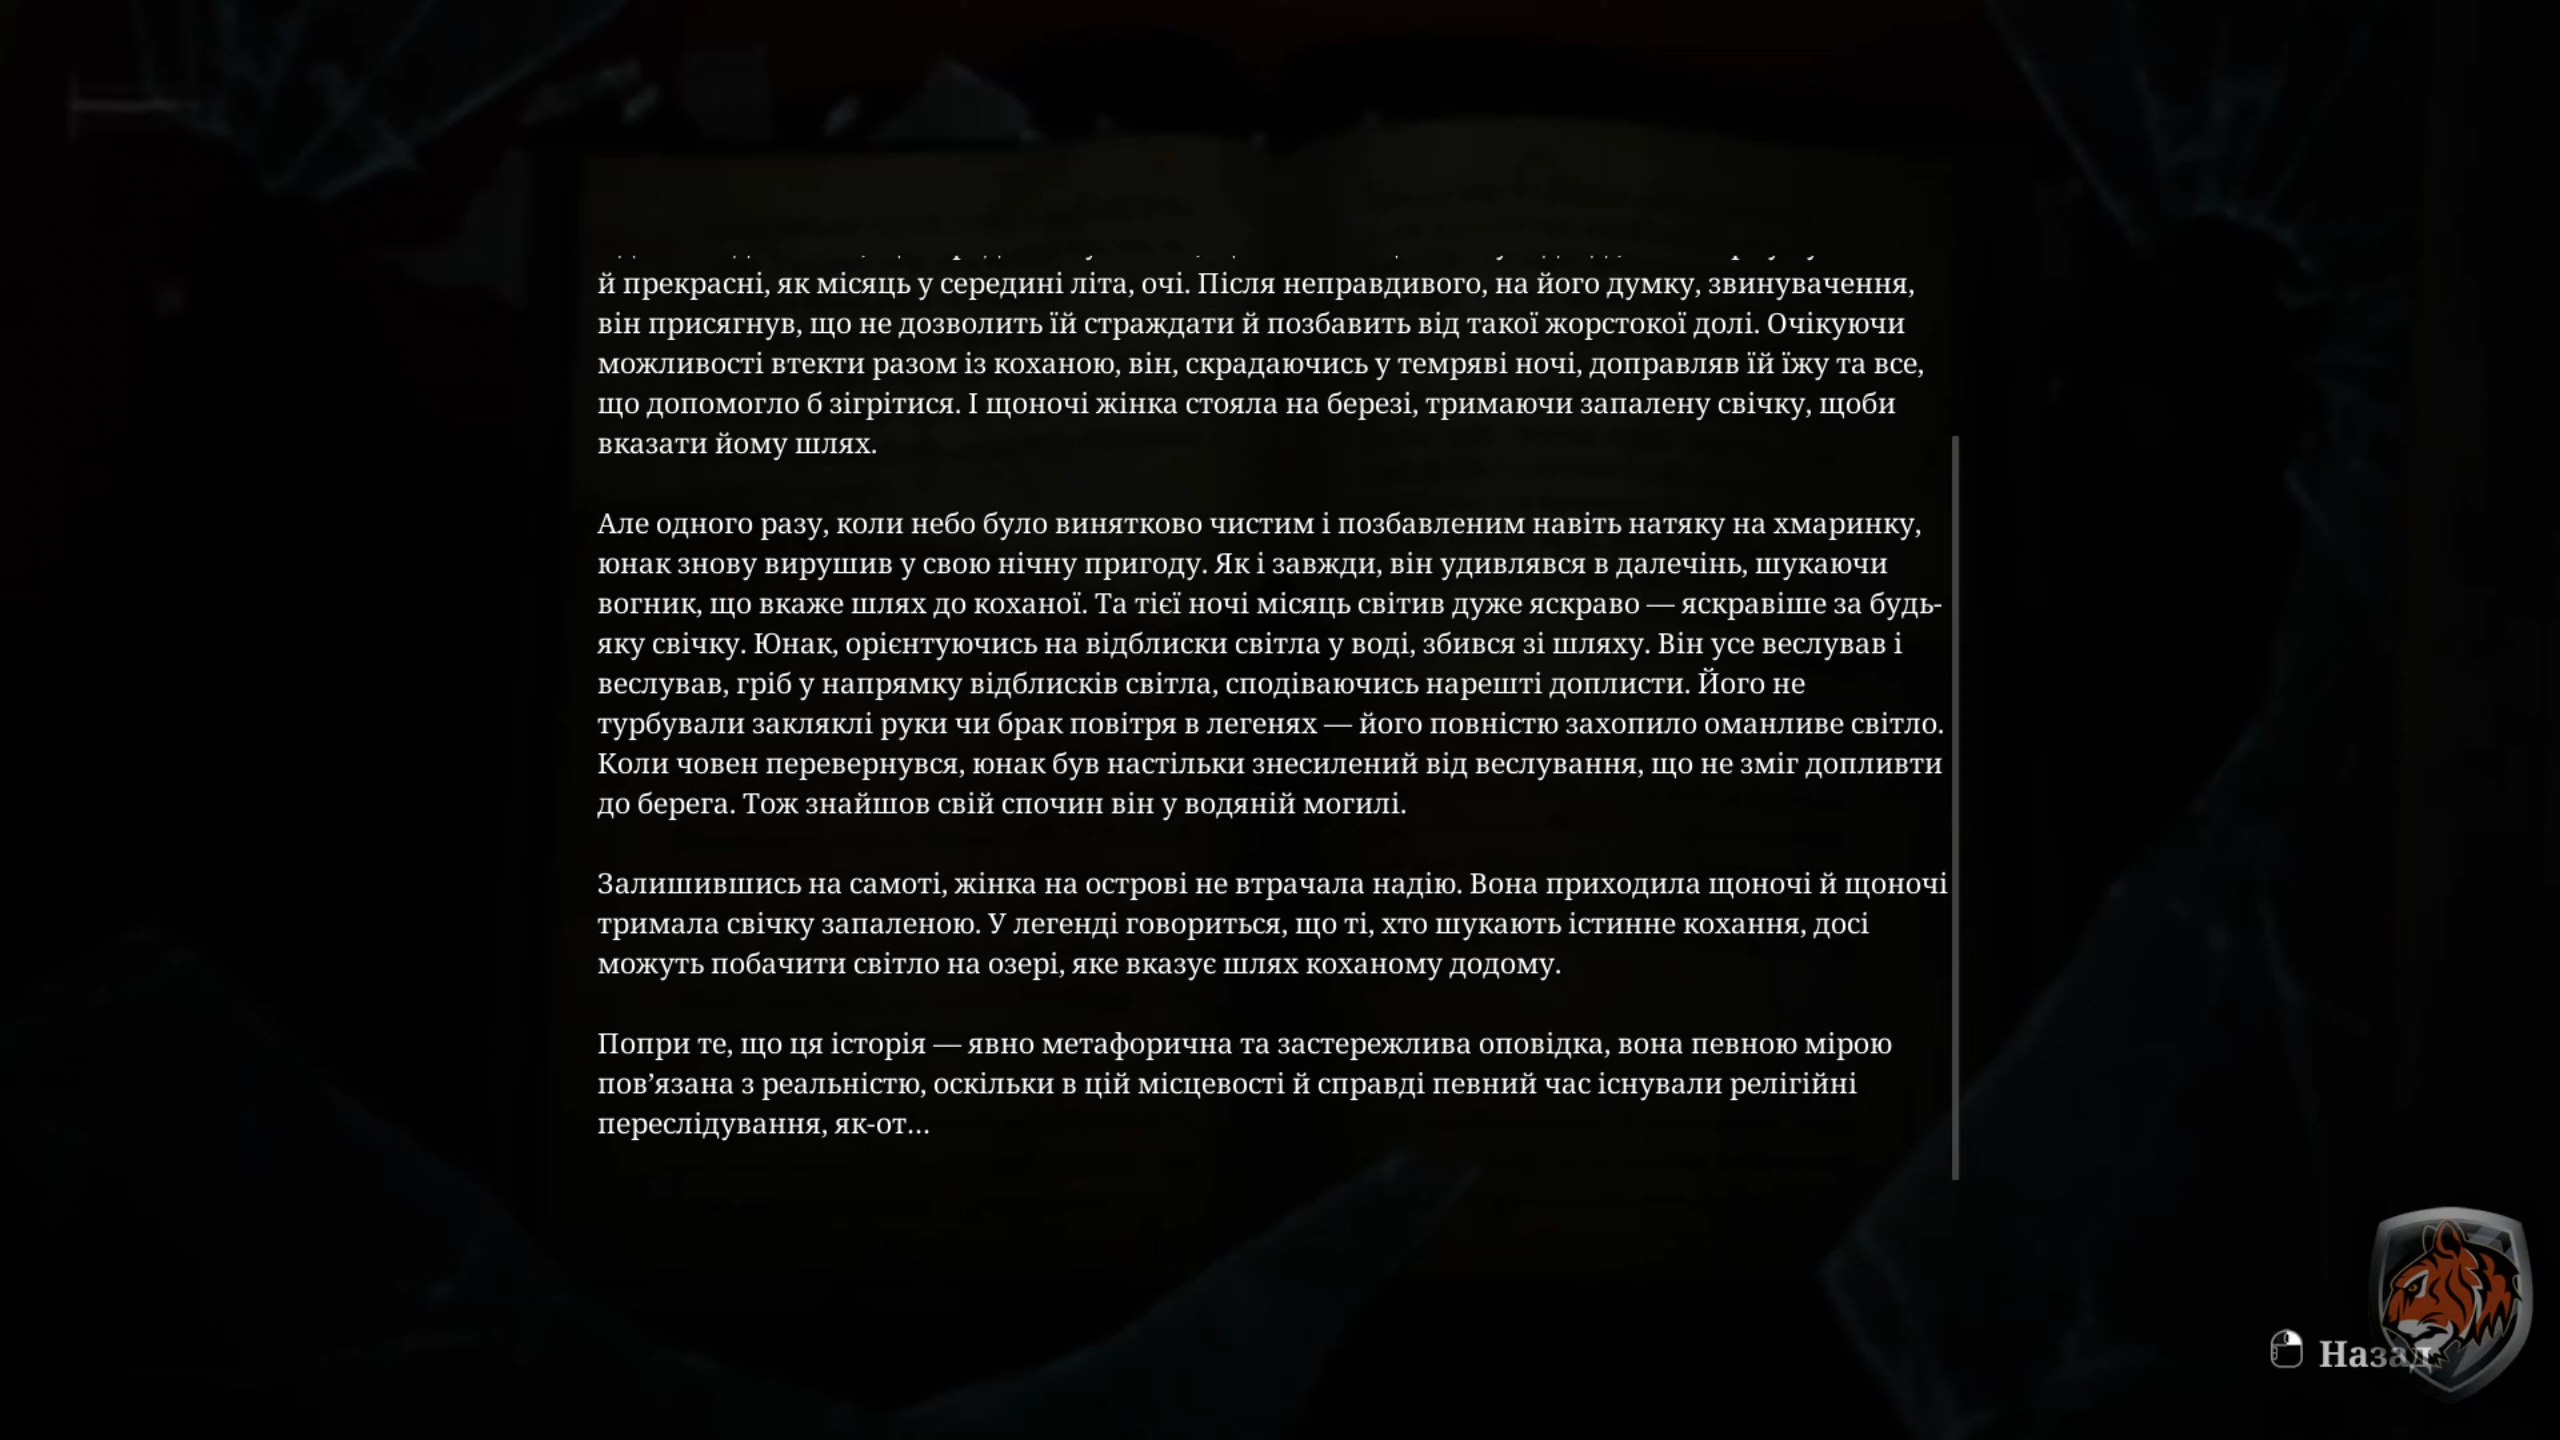 й прекрасні, як місяць у середині літа, очі. Після неправдивого, на його думку, звинувачення,
він присягнув, що не дозволить їй страждати й позбавить від такої жорстокої долі. Очікуючи
можливості втекти разом із коханою, він, скрадаючись у темряві ночі, доправляв їй їжу та все,
що допомогло б зігрітися. І щоночі жінка стояла на березі, тримаючи запалену свічку, щоби
вказати йому шлях.
Але одного разу, коли небо було винятково чистим і позбавленим навіть натяку на хмаринку,
юнак знову вирушив у свою нічну пригоду. Як і завжди, він удивлявся в далечінь, шукаючи
вогник, що вкаже шлях до коханої. Та тієї ночі місяць світив дуже яскраво — яскравіше за будь-
яку свічку. Юнак, орієнтуючись на відблиски світла у воді, збився зі шляху. Він усе веслував і
веслував, гріб у напрямку відблисків світла, сподіваючись нарешті доплисти. Його не
турбували закляклі руки чи брак повітря в легенях — його повністю захопило оманливе світло.
Коли човен перевернувся, юнак був настільки знесилений від веслування, що не зміг допливти
до берега. Тож знайшов свій спочин він у водяній могилі.
Залишившись на самоті, жінка на острові не втрачала надію. Вона приходила щоночі й щоночі
тримала свічку запаленою. У легенді говориться, що ті, хто шукають істинне кохання, досі
можуть побачити світло на озері, яке вказує шлях коханому додому.
Попри те, що ця історія — явно метафорична та застережлива оповідка, вона певною мірою
пов’язана з реальністю, оскільки в цій місцевості й справді певний час існували релігійні
переслідування, як-от...
Назад